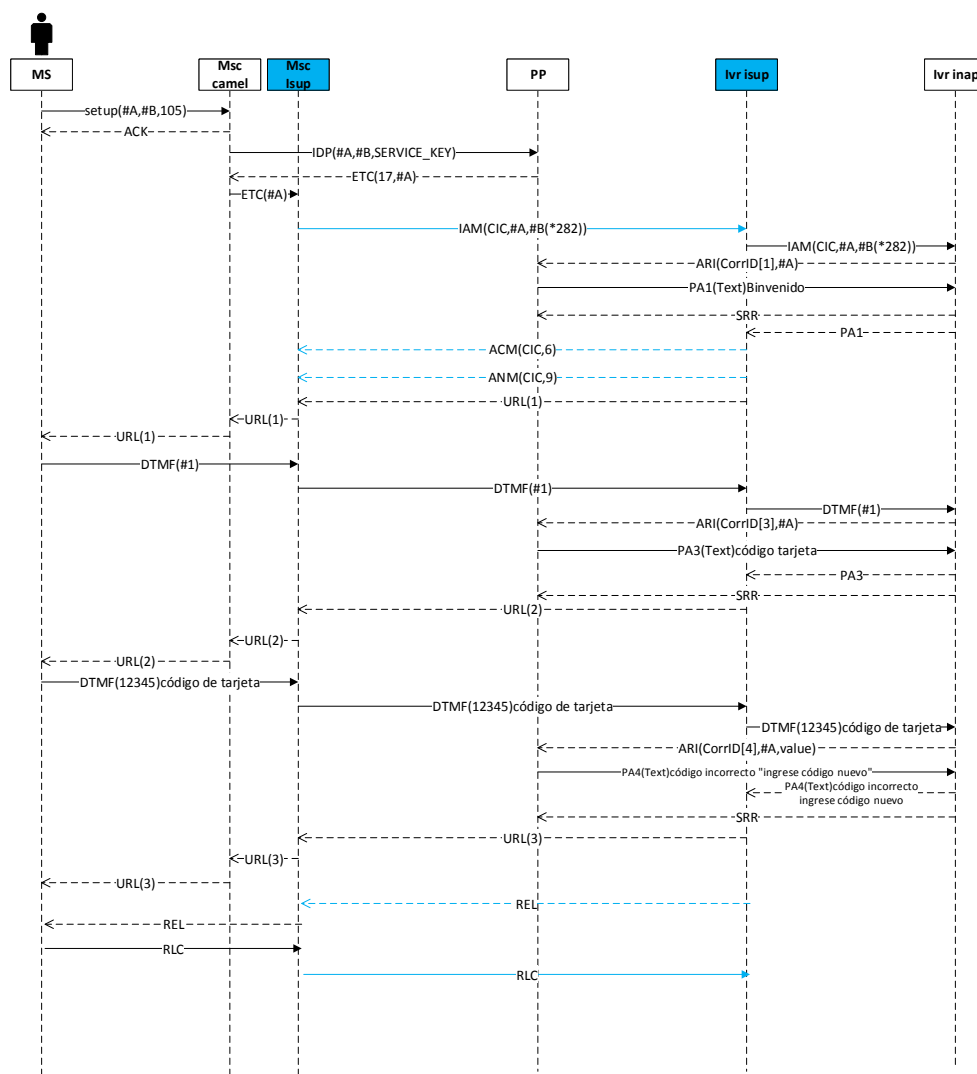 MS
Msc
camel
Msc
Isup
PP
Ivr isup
Ivr inap
setup(#A,#B,105)
ACK
IDP(#A,#B,SERVICE_KEY)
ETC(17,#A)
ETC(#A)
IAM(CIC,#A,#B(*282))
IAM(CIC,#A,#B(*282))
ARI(CorrID[1],#A)
PA1(Text)Binvenido
SRR
PA1
ACM(CIC,6)
ANM(CIC,9)
URL(1)
URL(1)
URL(1)
DTMF(#1)
DTMF(#1)
DTMF(#1)
ARI(CorrID[3],#A)
PA3(Text)código tarjeta
PA3
SRR
URL(2)
URL(2)
URL(2)
DTMF(12345)código de tarjeta
DTMF(12345)código de tarjeta
DTMF(12345)código de tarjeta
ARI(CorrID[4],#A,value)
PA4(Text)código incorrecto "ingrese código nuevo"
PA4(Text)código incorrecto
ingrese código nuevo
SRR
URL(3)
URL(3)
URL(3)
REL
REL
RLC
RLC